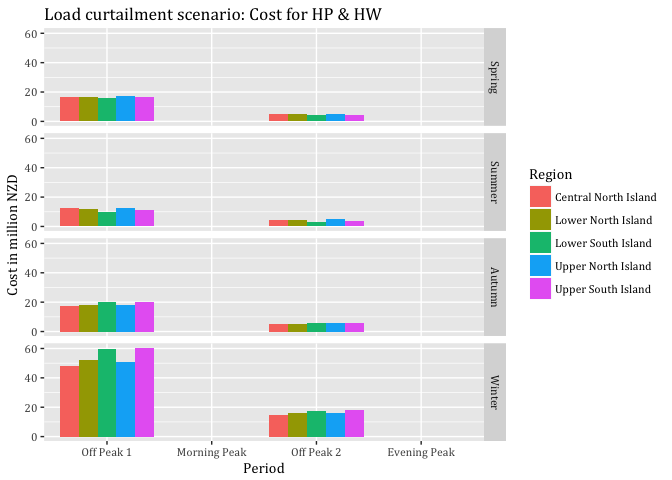 Load curtailment scenario: Cost for HP & HW
Cost in million NZD
60
40
20
0
Spring
60
40
20
0
Summer
60
40
20
0
Autumn
60
40
20
0
Winter
Off Peak 1
Morning Peak
Off Peak 2
Evening Peak
Period
Region
Central North Island
Lower North Island
Lower South Island
Upper North Island
Upper South Island